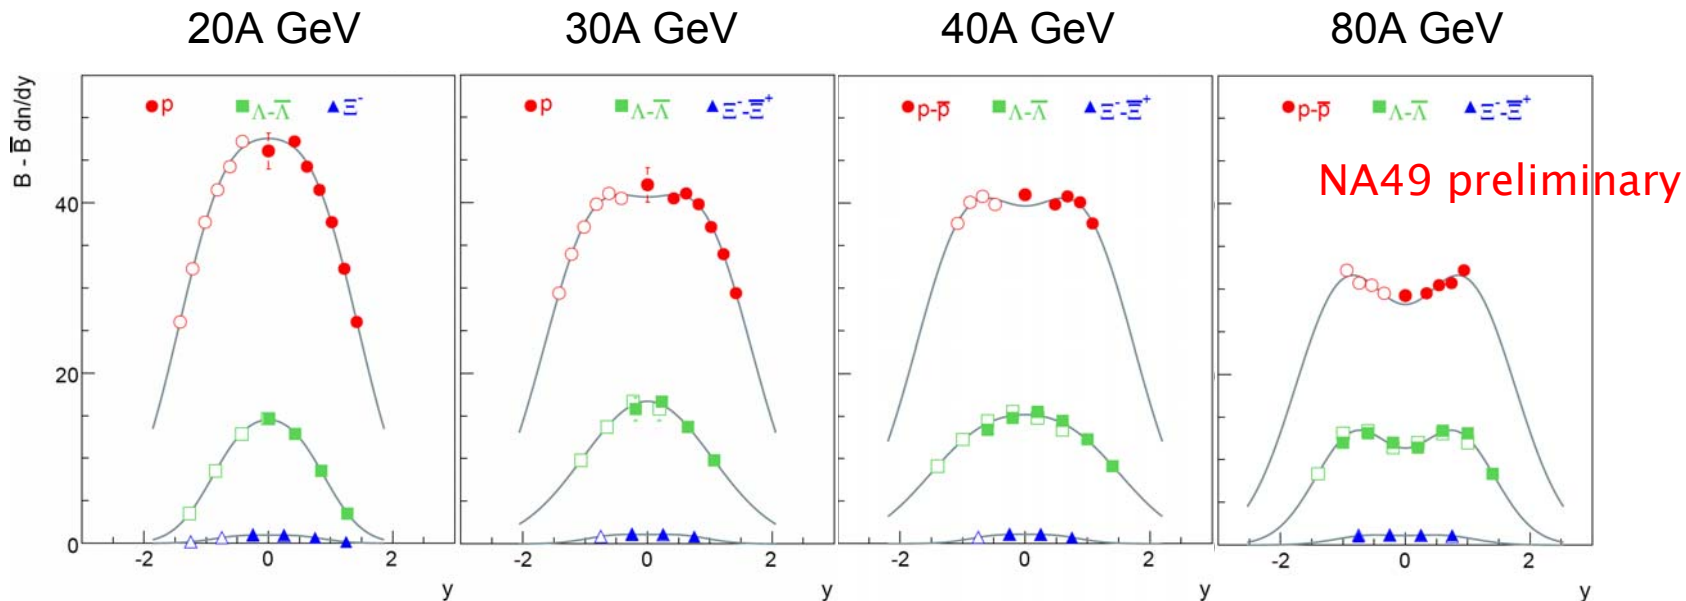 20A GeV 30A GeV 40A GeV 80A GeV
B - B̅ dn/dy
p Λ-Λ̅ Ξ⁻
p Λ-Λ̅ Ξ⁻-Ξ̅⁺
p-p̅ Λ-Λ̅ Ξ⁻-Ξ̅⁺
p-p̅ Λ-Λ̅ Ξ⁻-Ξ̅⁺
NA49 preliminary
40
20
0
-2 0 2 -2 0 2 -2 0 2 -2 0 2
y y y y